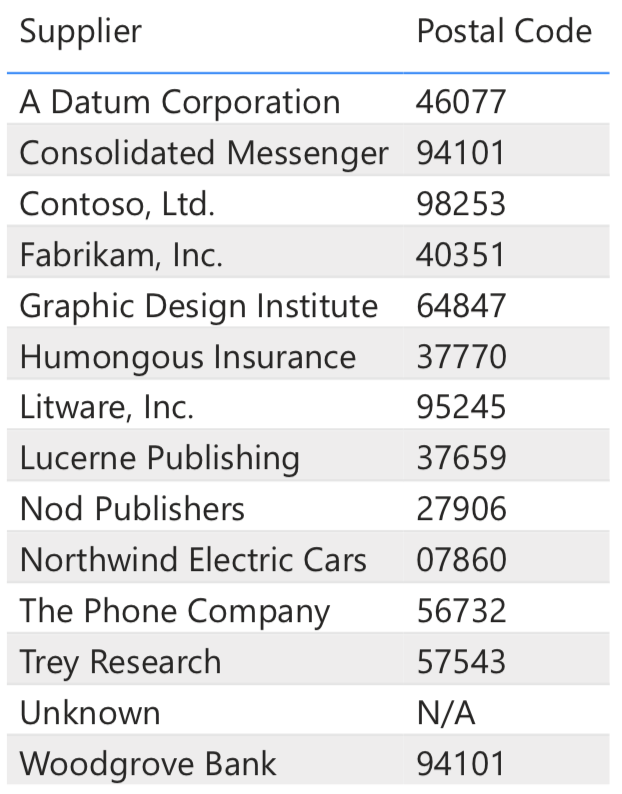 Supplier Postal Code
A Datum Corporation 46077
Consolidated Messenger 94101
Contoso, Ltd. 98253
Fabrikam, Inc. 40351
Graphic Design Institute 64847
Humongous Insurance 37770
Litware, Inc. 95245
Lucerne Publishing 37659
Nod Publishers 27906
Northwind Electric Cars 07860
The Phone Company 56732
Trey Research 57543
Unknown N/A
Woodgrove Bank 94101